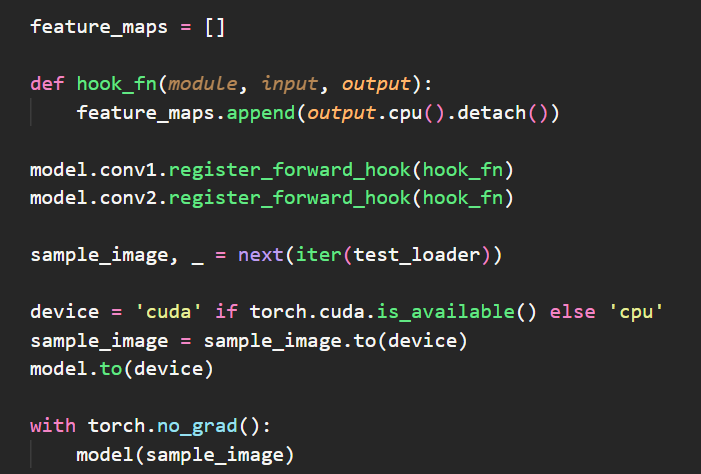 feature_maps = []
def hook_fn(module, input, output):
    feature_maps.append(output.cpu().detach())
model.conv1.register_forward_hook(hook_fn)
model.conv2.register_forward_hook(hook_fn)
sample_image, _ = next(iter(test_loader))
device = 'cuda' if torch.cuda.is_available() else 'cpu'
sample_image = sample_image.to(device)
model.to(device)
with torch.no_grad():
    model(sample_image)